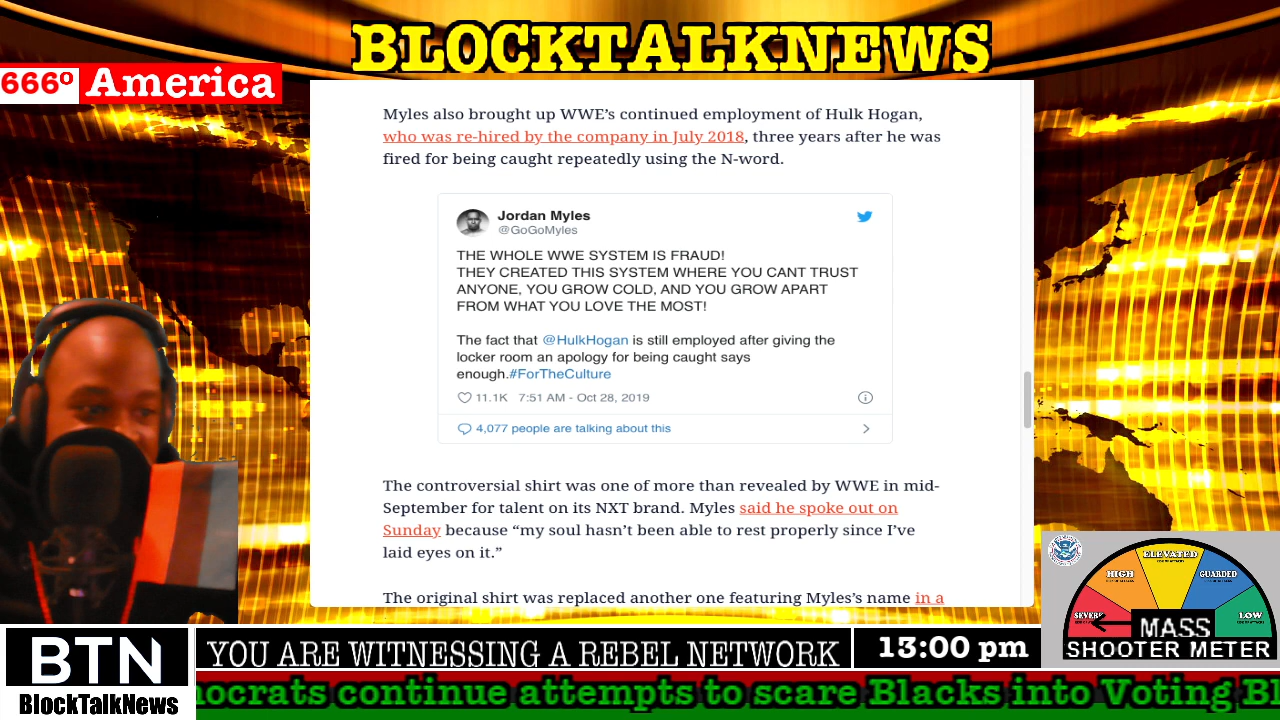 BLOCKTALKNEWS
666º America
Myles also brought up WWE’s continued employment of Hulk Hogan,
who was re-hired by the company in July 2018, three years after he was
fired for being caught repeatedly using the N-word.
Jordan Myles
@GoGoMyles
THE WHOLE WWE SYSTEM IS FRAUD!
THEY CREATED THIS SYSTEM WHERE YOU CANT TRUST
ANYONE, YOU GROW COLD, AND YOU GROW APART
FROM WHAT YOU LOVE THE MOST!
The fact that @HulkHogan is still employed after giving the
locker room an apology for being caught says
enough.#ForTheCulture
11.1K 7:51 AM - Oct 28, 2019
4,077 people are talking about this
The controversial shirt was one of more than revealed by WWE in mid-
September for talent on its NXT brand. Myles said he spoke out on
Sunday because “my soul hasn’t been able to rest properly since I’ve
laid eyes on it.”
The original shirt was replaced another one featuring Myles’s name in a
ELEVATED
HIGH
GUARDED
SEVERE
LOW
MASS
SHOOTER METER
BTN
BlockTalkNews
YOU ARE WITNESSING A REBEL NETWORK
13:00 pm
ocrats continue attempts to scare Blacks into Voting